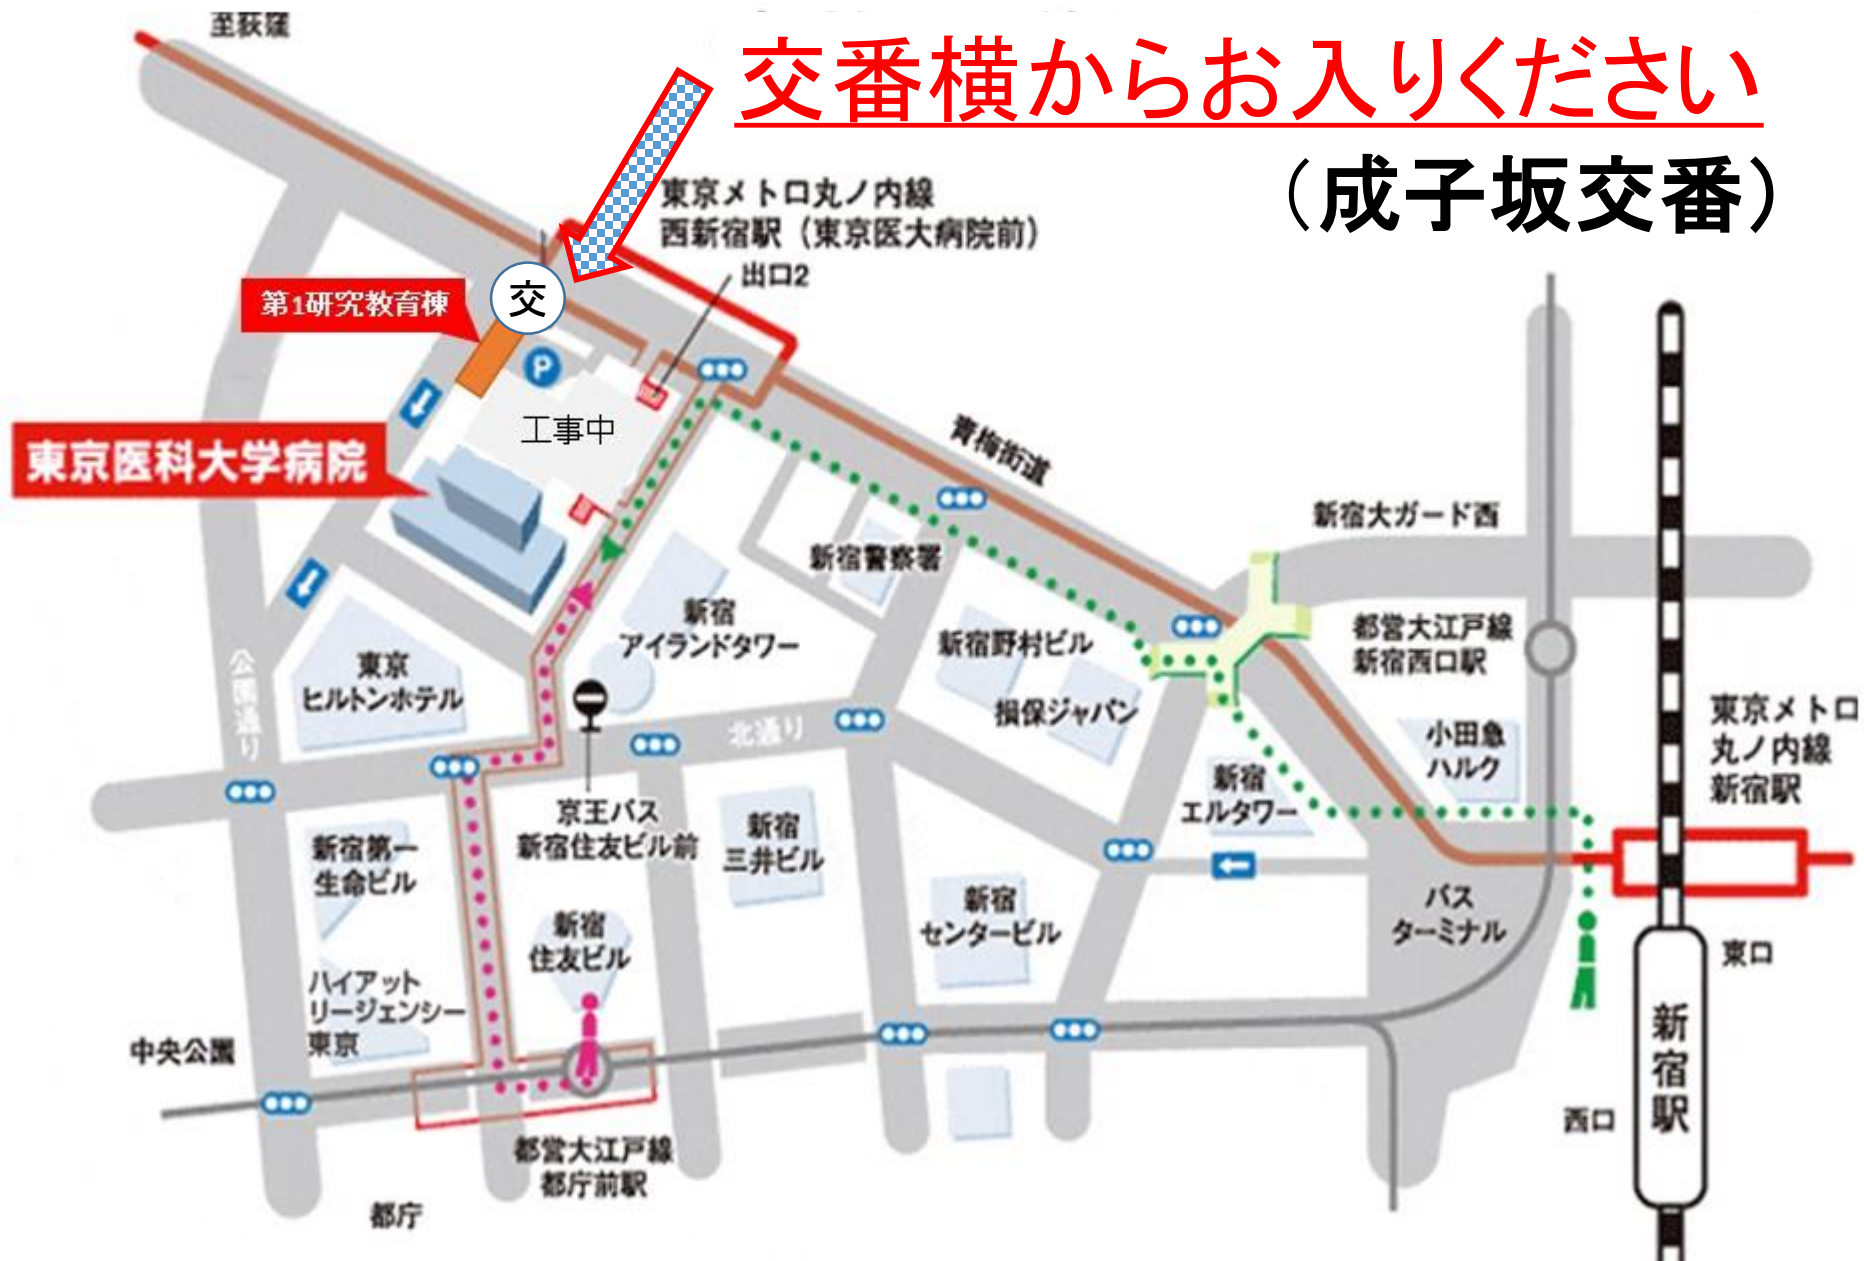 至荻窪
交番横からお入りください
（成子坂交番）
東京メトロ丸ノ内線
西新宿駅（東京医大病院前）
出口2
第1研究教育棟
交
P
工事中
東京医科大学病院
青梅街道
新宿大ガード西
新宿警察署
新宿
アイランドタワー
新宿野村ビル
損保ジャパン
都営大江戸線
新宿西口駅
東京
ヒルトンホテル
公園通り
北通り
小田急
ハルク
東京メトロ
丸ノ内線
新宿駅
新宿
エルタワー
京王バス
新宿住友ビル前
新宿
三井ビル
新宿第一
生命ビル
新宿
住友ビル
新宿
センタービル
バス
ターミナル
東口
ハイアット
リージェンシー
東京
中央公園
新宿駅
西口
都営大江戸線
都庁前駅
都庁